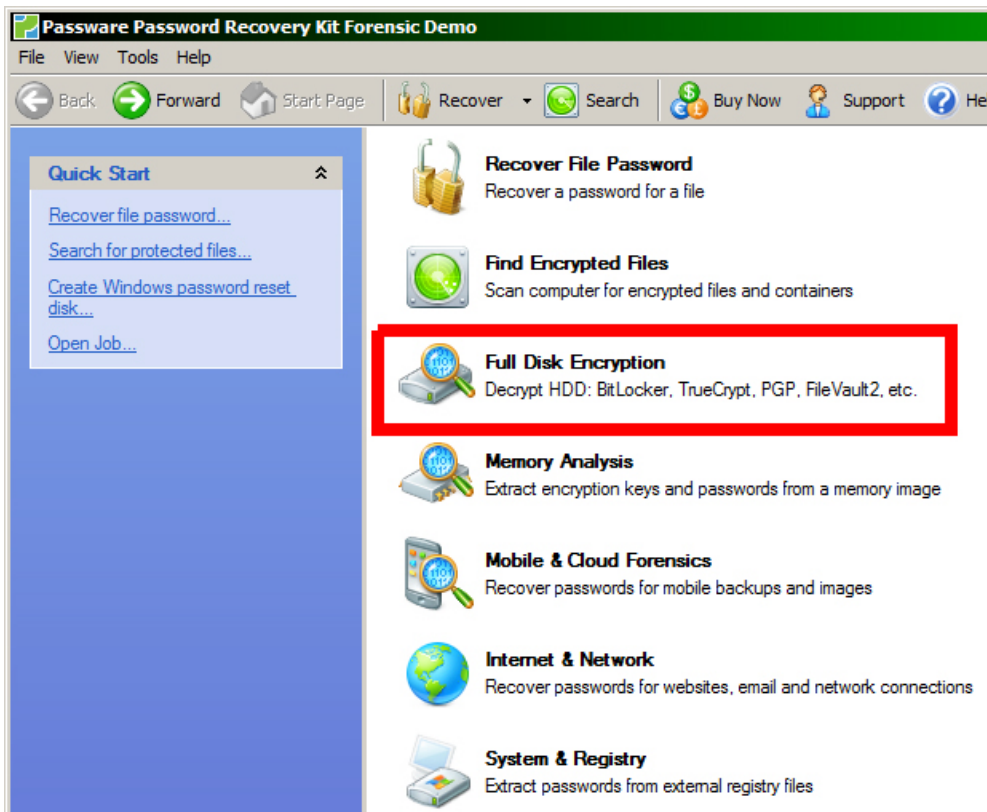 Passware Password Recovery Kit Forensic Demo
File View Tools Help
Back Forward Start Page Recover Search Buy Now Support He
Quick Start
Recover file password...
Search for protected files...
Create Windows password reset
disk...
Open Job...
Recover File Password
Recover a password for a file
Find Encrypted Files
Scan computer for encrypted files and containers
Full Disk Encryption
Decrypt HDD: BitLocker, TrueCrypt, PGP, FileVault2, etc.
Memory Analysis
Extract encryption keys and passwords from a memory image
Mobile & Cloud Forensics
Recover passwords for mobile backups and images
Internet & Network
Recover passwords for websites, email and network connections
System & Registry
Extract passwords from external registry files